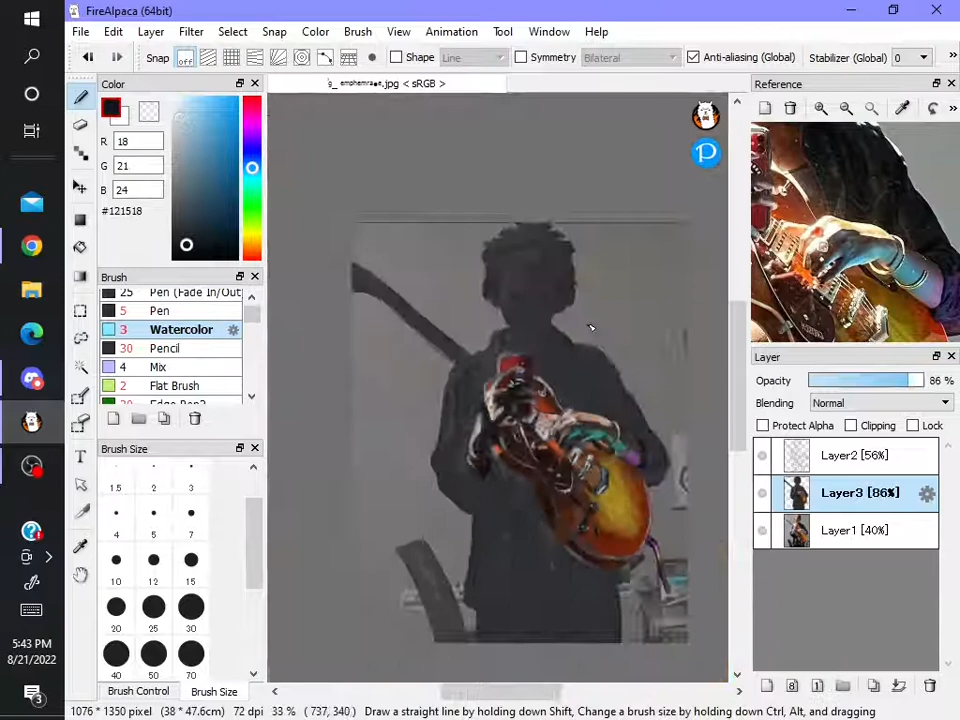 FireAlpaca (64bit)
File Edit Layer Filter Select Snap Color Brush View Animation Tool Window Help
Snap off Shape Line Symmetry Bilateral Anti-aliasing (Global) Stabilizer (Global) 0 »
Color
.jpg < sRGB >
Reference
R 18
G 21
B 24
#121518
Brush
25 Pen (Fade In/Out
5 Pen
3 Watercolor
30 Pencil
4 Mix
2 Flat Brush
Brush Size
1.5 2 3
4 5 7
10 12 15
20 25 30
40 50 70
Brush Control Brush Size
Layer
Opacity 86 %
Blending Normal
Protect Alpha Clipping Lock
Layer2 [56%]
Layer3 [86%]
Layer1 [40%]
5:43 PM
8/21/2022
3
1076 * 1350 pixel (38 * 47.6cm) 72 dpi 33 % ( 737, 340 ) Draw a straight line by holding down Shift, Change a brush size by holding down Ctrl, Alt, and dragging